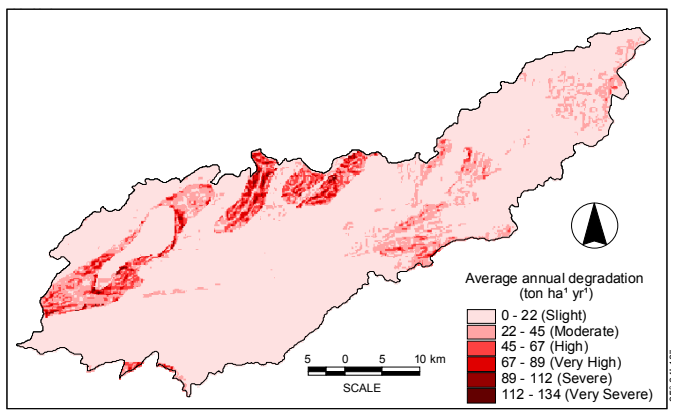 Average annual degradation
(ton ha¹ yr¹)
0 - 22 (Slight)
22 - 45 (Moderate)
45 - 67 (High)
67 - 89 (Very High)
89 - 112 (Severe)
112 - 134 (Very Severe)
5 0 5 10 km
SCALE